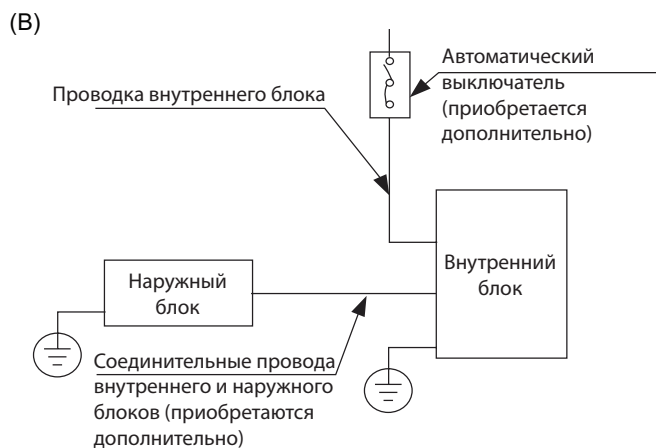 (B)
Автоматический
выключатель
(приобретается
дополнительно)
Проводка внутреннего блока
Внутренний
блок
Наружный
блок
Соединительные провода
внутреннего и наружного
блоков (приобретаются
дополнительно)